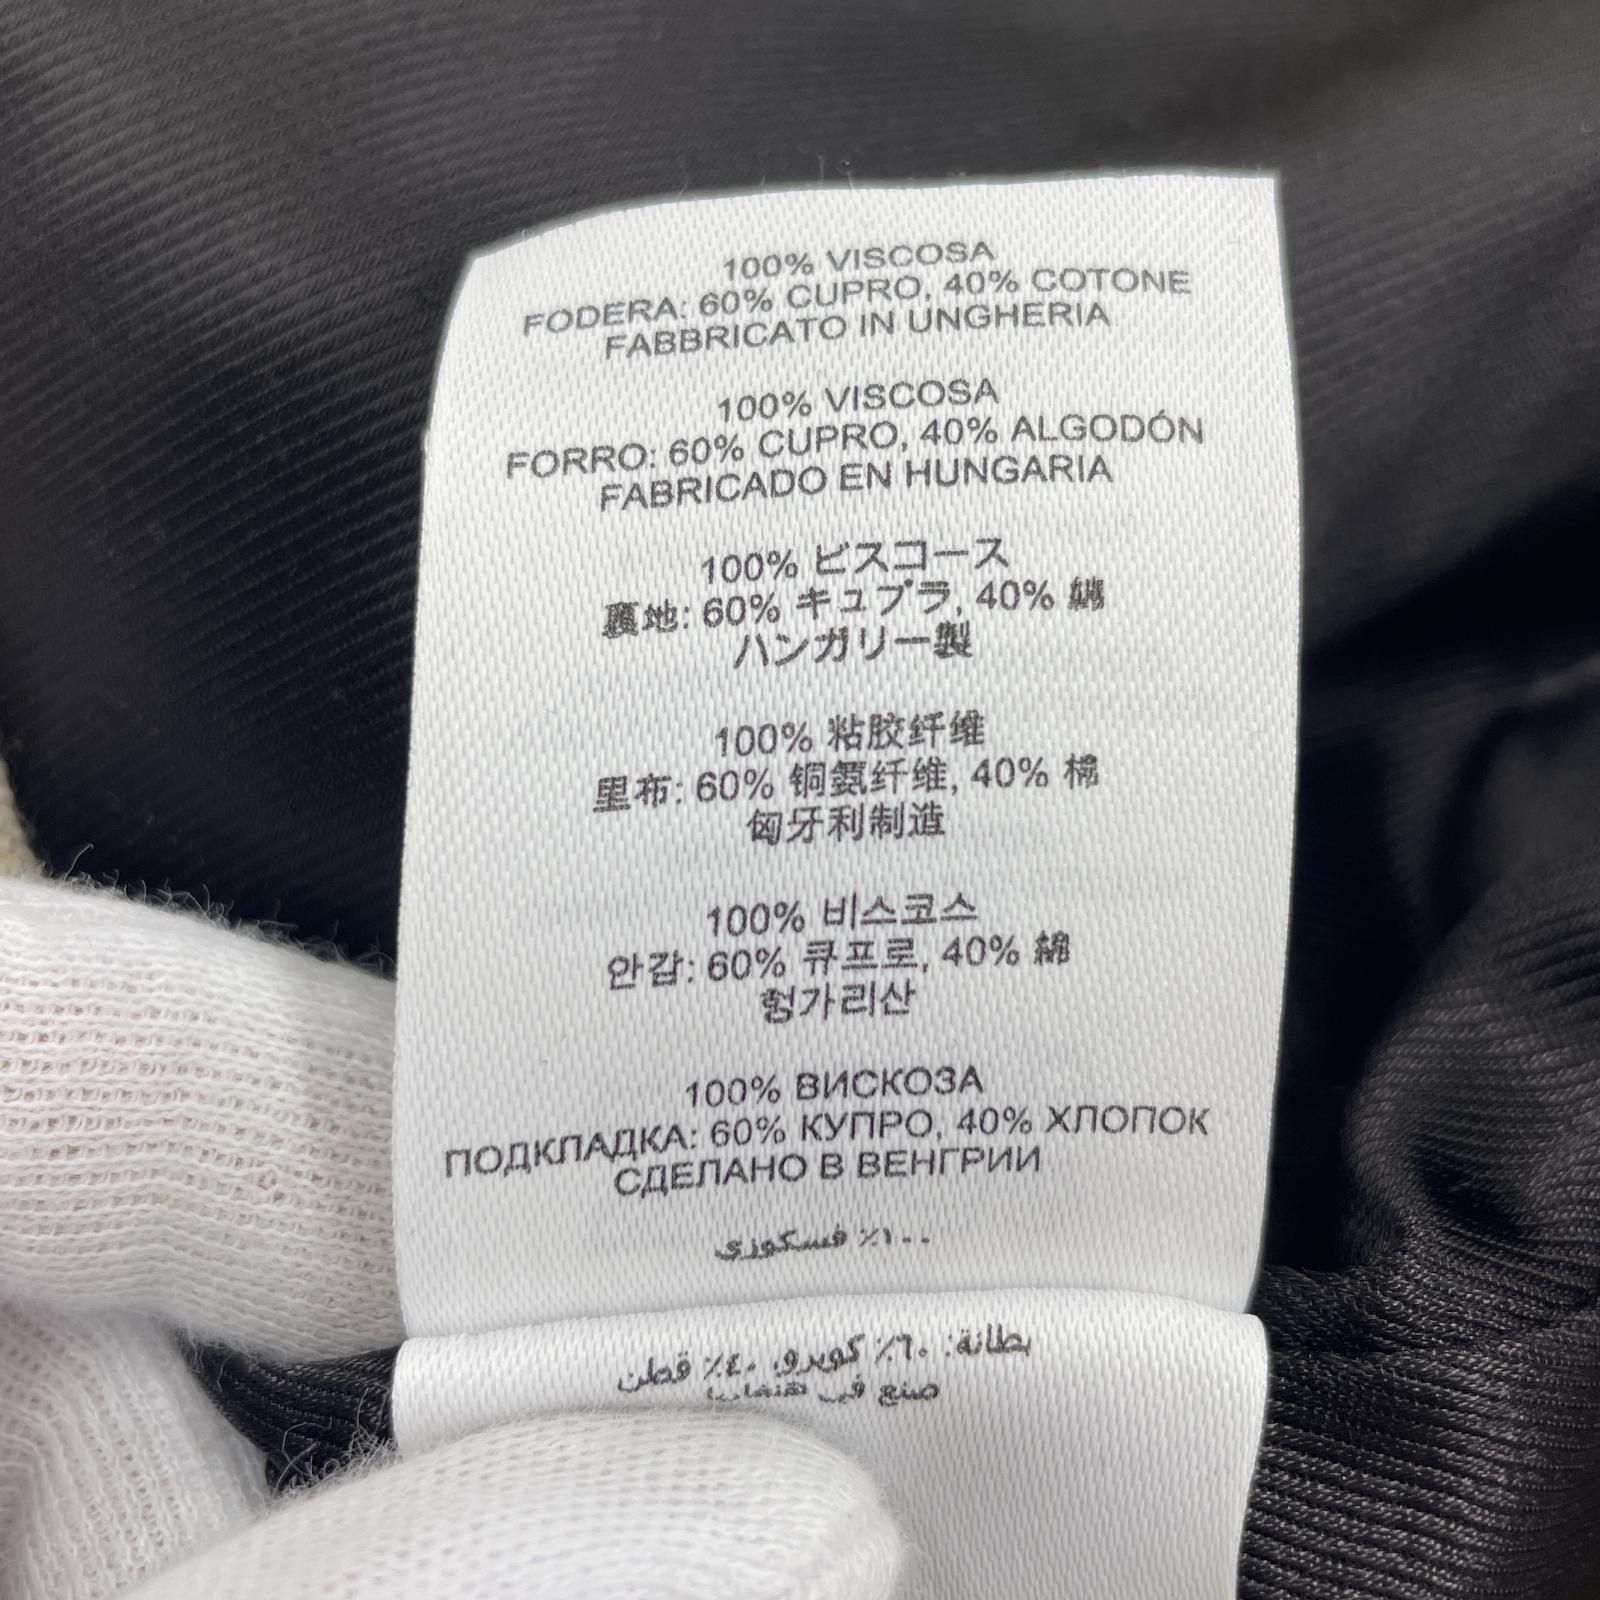 100% VISCOSA
FODERA: 60% CUPRO, 40% COTONE
FABBRICATO IN UNGHERIA
100% VISCOSA
FORRO: 60% CUPRO, 40% ALGODÓN
FABRICADO EN HUNGARIA
100% ビスコース
裏地: 60% キュプラ, 40% 綿
ハンガリー製
100% 粘胶纤维
里布: 60% 铜氨纤维, 40% 棉
匈牙利制造
100% 비스코스
안감: 60% 큐프로, 40% 綿
헝가리산
100% ВИСКОЗА
ПОДКЛАДКА: 60% КУПРО, 40% ХЛОПОК
СДЕЛАНО В ВЕНГРИИ
١٠٠٪ فسكوزي
بطانة: ٦٠٪ كوبرو, ٤٠٪ قطن
صنع في هنغاريا